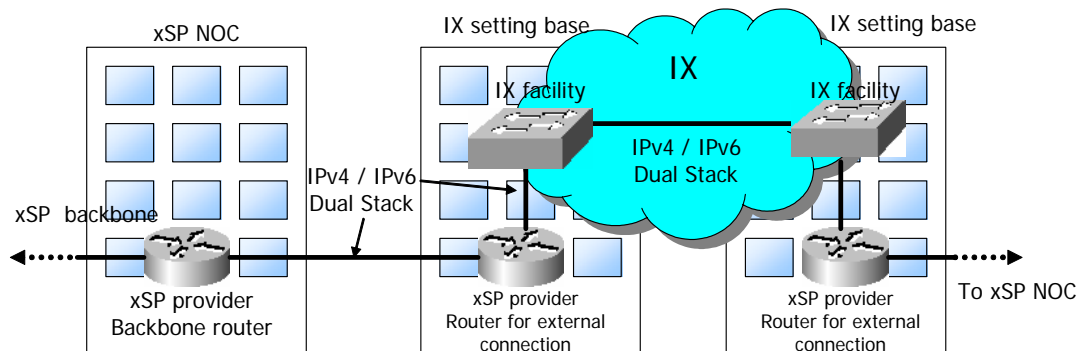 xSP NOC
IX setting base
IX setting base
IX
IX facility
IX facility
IPv4 / IPv6
Dual Stack
IPv4 / IPv6
Dual Stack
xSP backbone
xSP provider
Backbone router
xSP provider
Router for external
connection
xSP provider
Router for external
connection
To xSP NOC